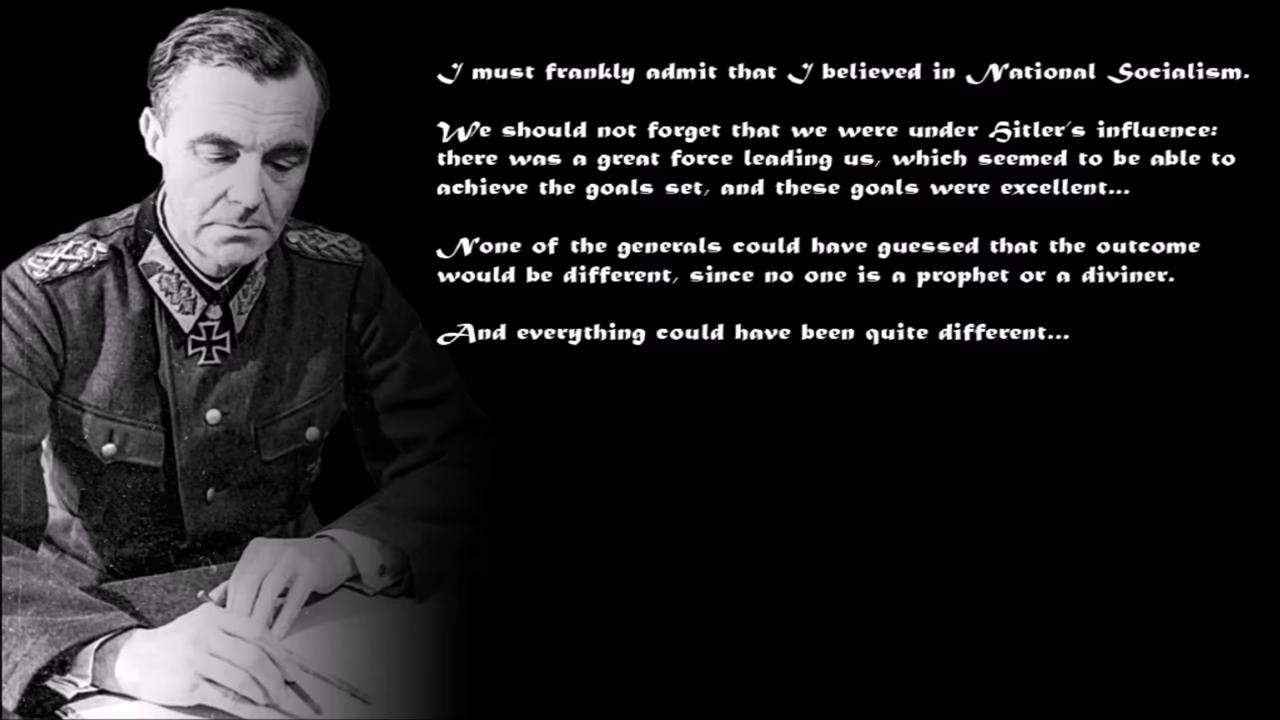 I must frankly admit that I believed in National Socialism.
We should not forget that we were under Hitler's influence:
there was a great force leading us, which seemed to be able to
achieve the goals set, and these goals were excellent...
None of the generals could have guessed that the outcome
would be different, since no one is a prophet or a diviner.
And everything could have been quite different...